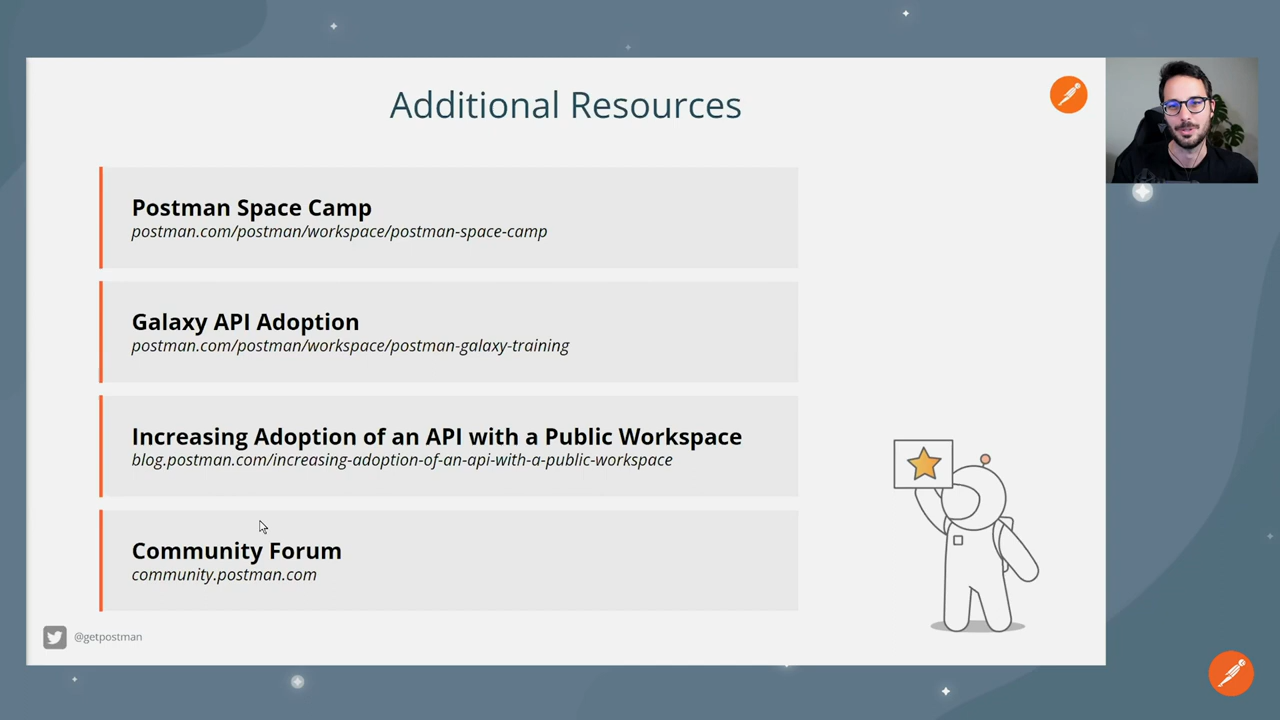 Additional Resources
Postman Space Camp
postman.com/postman/workspace/postman-space-camp
Galaxy API Adoption
postman.com/postman/workspace/postman-galaxy-training
Increasing Adoption of an API with a Public Workspace
blog.postman.com/increasing-adoption-of-an-api-with-a-public-workspace
Community Forum
community.postman.com
@getpostman